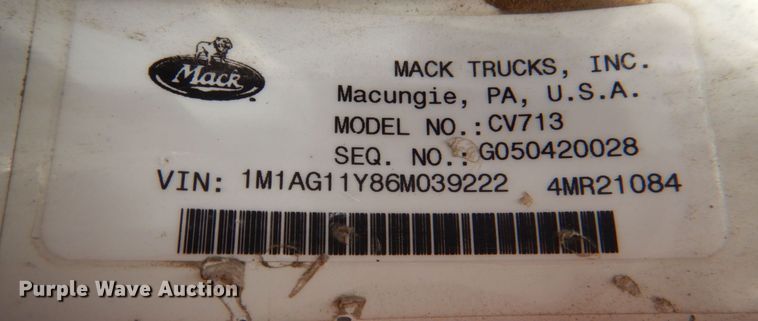 Mack
MACK TRUCKS, INC.
Macungie, PA, U.S.A.
MODEL NO.: CV713
SEQ. NO.: G050420028
VIN: 1M1AG11Y86M039222 4MR21084
Purple Wave Auction